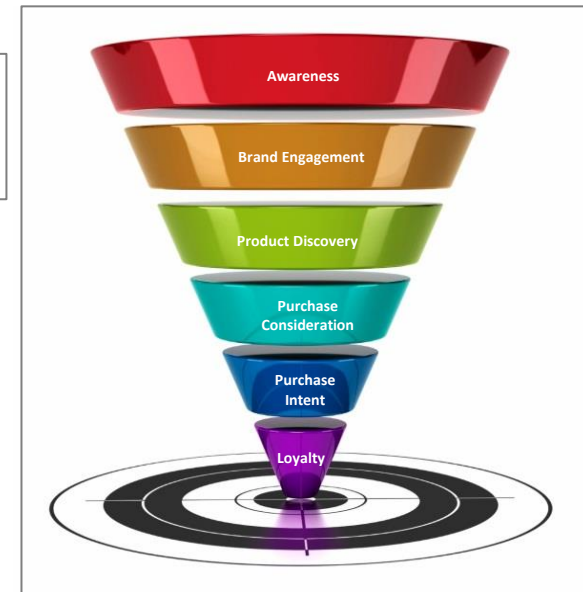 Awareness
Brand Engagement
Product Discovery
Purchase
Consideration
Purchase
Intent
Loyalty